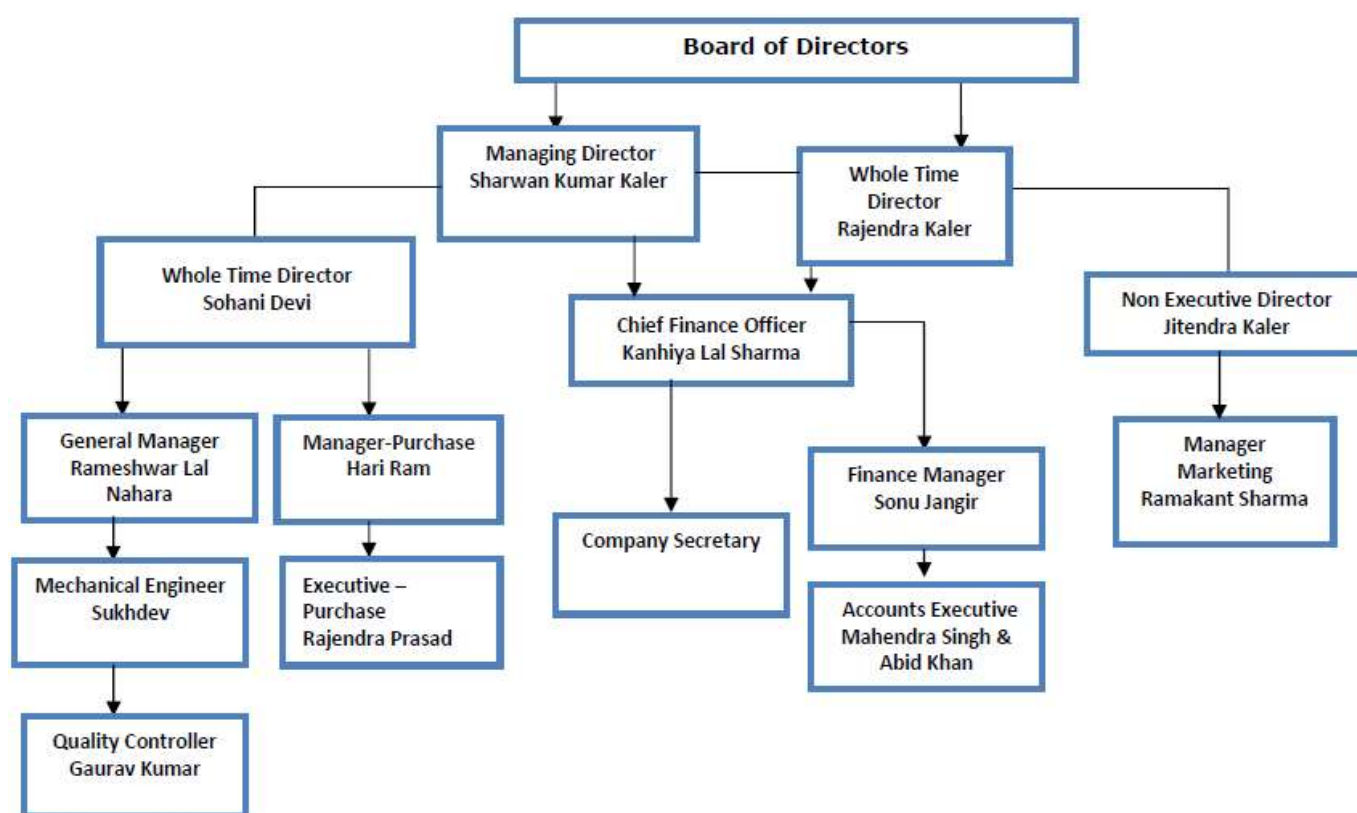 Board of Directors
Managing Director
Sharwan Kumar Kaler
Whole Time
Director
Rajendra Kaler
Whole Time Director
Sohani Devi
Chief Finance Officer
Kanhiya Lal Sharma
Non Executive Director
Jitendra Kaler
General Manager
Rameshwar Lal
Nahara
Manager-Purchase
Hari Ram
Finance Manager
Sonu Jangir
Manager
Marketing
Ramakant Sharma
Company Secretary
Mechanical Engineer
Sukhdev
Executive –
Purchase
Rajendra Prasad
Accounts Executive
Mahendra Singh &
Abid Khan
Quality Controller
Gaurav Kumar